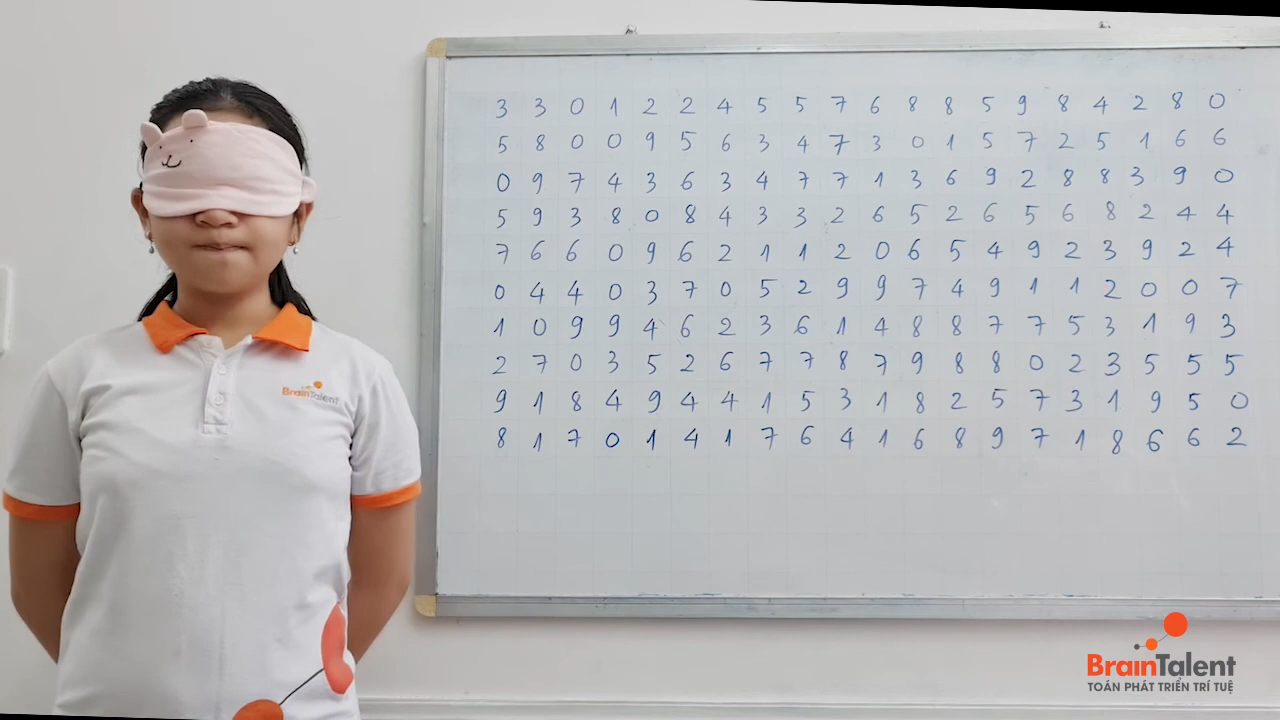 3 3 0 1 2 2 4 5 5 7 6 8 8 5 9 8 4 2 8 0
5 8 0 0 9 5 6 3 4 7 3 0 1 5 7 2 5 1 6 6
0 9 7 4 3 6 3 4 7 7 1 3 6 9 2 8 8 3 9 0
5 9 3 8 0 8 4 3 3 2 6 5 2 6 5 6 8 2 4 4
7 6 6 0 9 6 2 1 1 2 0 6 5 4 9 2 3 9 2 4
0 4 4 0 3 7 0 5 2 9 9 7 4 9 1 1 2 0 0 7
1 0 9 9 4 6 2 3 6 1 4 8 8 7 7 5 3 1 9 3
2 7 0 3 5 2 6 7 7 8 7 9 8 8 0 2 3 5 5 5
9 1 8 4 9 4 4 1 5 3 1 8 2 5 7 3 1 9 5 0
8 1 7 0 1 4 1 7 6 4 1 6 8 9 7 1 8 6 6 2
BrainTalent
BrainTalent
TOÁN PHÁT TRIỂN TRÍ TUỆ